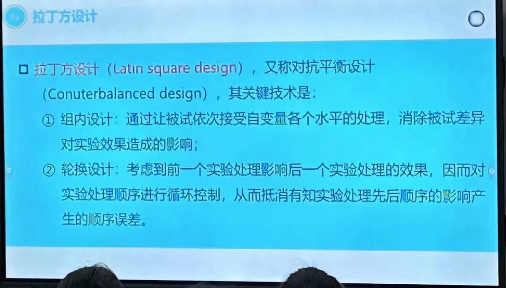 拉丁方设计
拉丁方设计（Latin square design），又称对抗平衡设计
（Conuterbalanced design），其关键技术是：
① 组内设计：通过让被试依次接受自变量各个水平的处理，消除被试差异
对实验效果造成的影响；
② 轮换设计：考虑到前一个实验处理影响后一个实验处理的效果，因而对
实验处理顺序进行循环控制，从而抵消有知实验处理先后顺序的影响产
生的顺序误差。